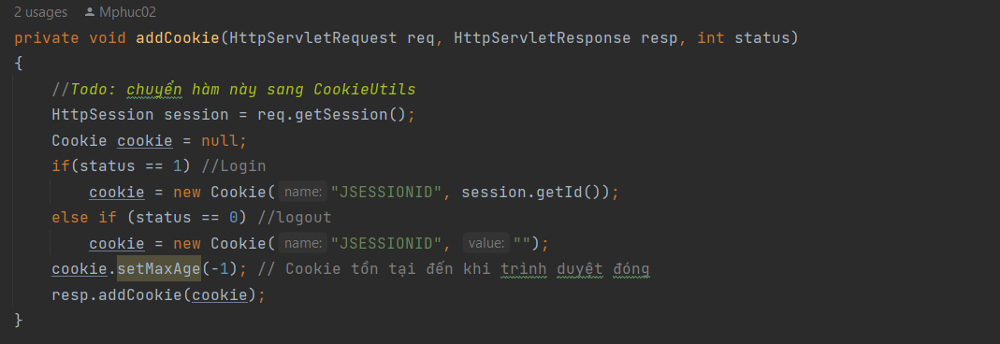 2 usages Mphuc02
private void addCookie(HttpServletRequest req, HttpServletResponse resp, int status)
{
//Todo: chuyển hàm này sang CookieUtils
HttpSession session = req.getSession();
Cookie cookie = null;
if(status == 1) //Login
cookie = new Cookie( name: "JSESSIONID", session.getId());
else if (status == 0) //logout
cookie = new Cookie( name: "JSESSIONID", value: "");
cookie.setMaxAge(-1); // Cookie tồn tại đến khi trình duyệt đóng
resp.addCookie(cookie);
}